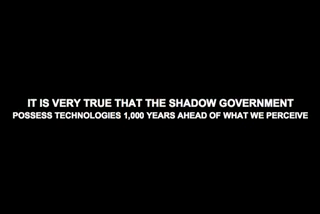 IT IS VERY TRUE THAT THE SHADOW GOVERNMENT
POSSESS TECHNOLOGIES 1,000 YEARS AHEAD OF WHAT WE PERCEIVE